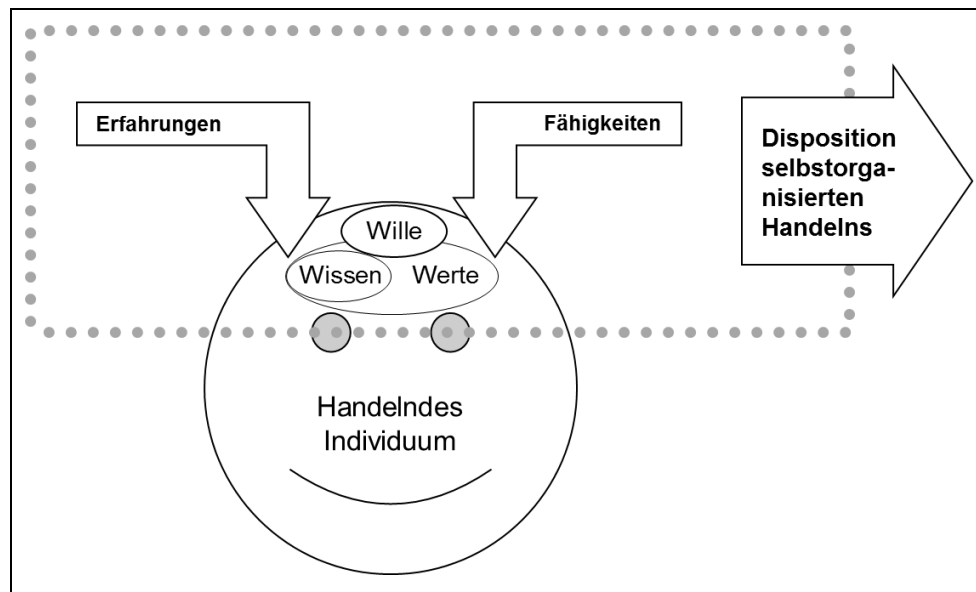 Erfahrungen
Fähigkeiten
Disposition
selbstorga-
nisierten
Handelns
Wille
Wissen
Werte
Handelndes
Individuum